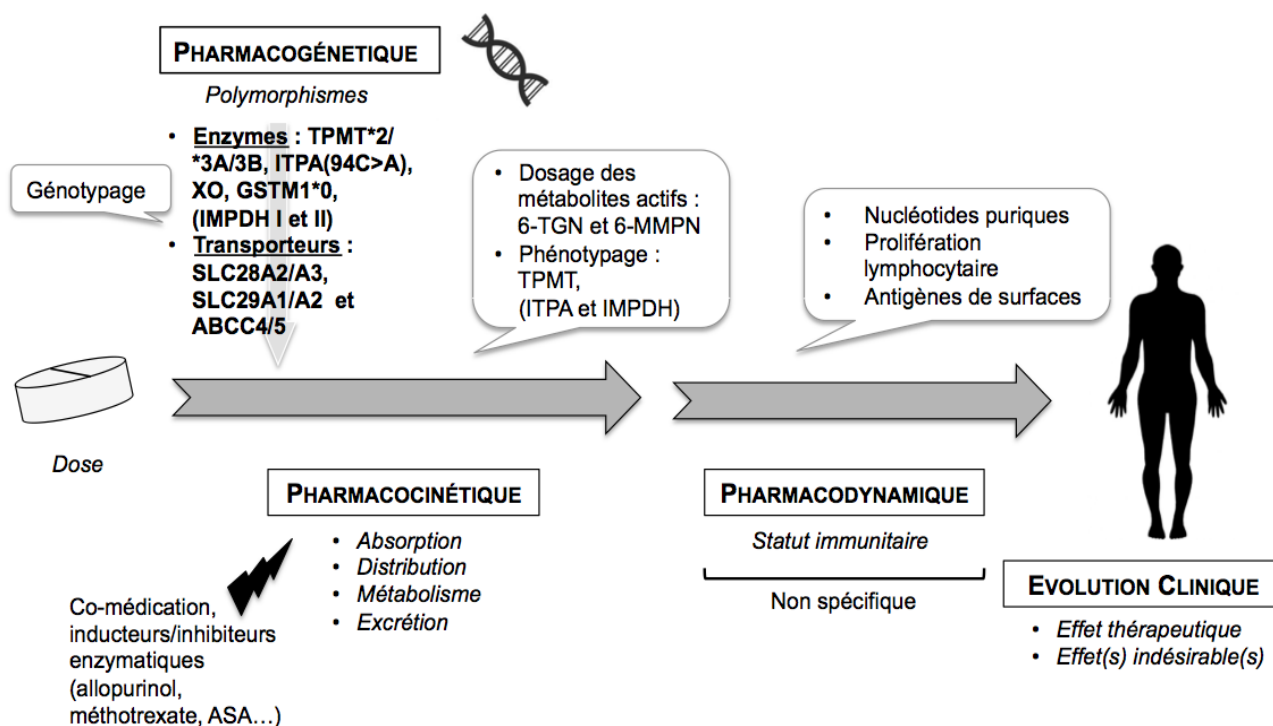 PHARMACOGÉNETIQUE
Polymorphismes
• Enzymes : TPMT*2/
*3A/3B, ITPA(94C>A),
XO, GSTM1*0,
(IMPDH I et II)
• Transporteurs :
SLC28A2/A3,
SLC29A1/A2 et
ABCC4/5
Génotypage
• Dosage des
métabolites actifs :
6-TGN et 6-MMPN
• Phénotypage :
TPMT,
(ITPA et IMPDH)
• Nucléotides puriques
• Prolifération
lymphocytaire
• Antigènes de surfaces
Dose
PHARMACOCINÉTIQUE
• Absorption
• Distribution
• Métabolisme
• Excrétion
Co-médication,
inducteurs/inhibiteurs
enzymatiques
(allopurinol,
méthotrexate, ASA…)
PHARMACODYNAMIQUE
Statut immunitaire
Non spécifique
EVOLUTION CLINIQUE
• Effet thérapeutique
• Effet(s) indésirable(s)